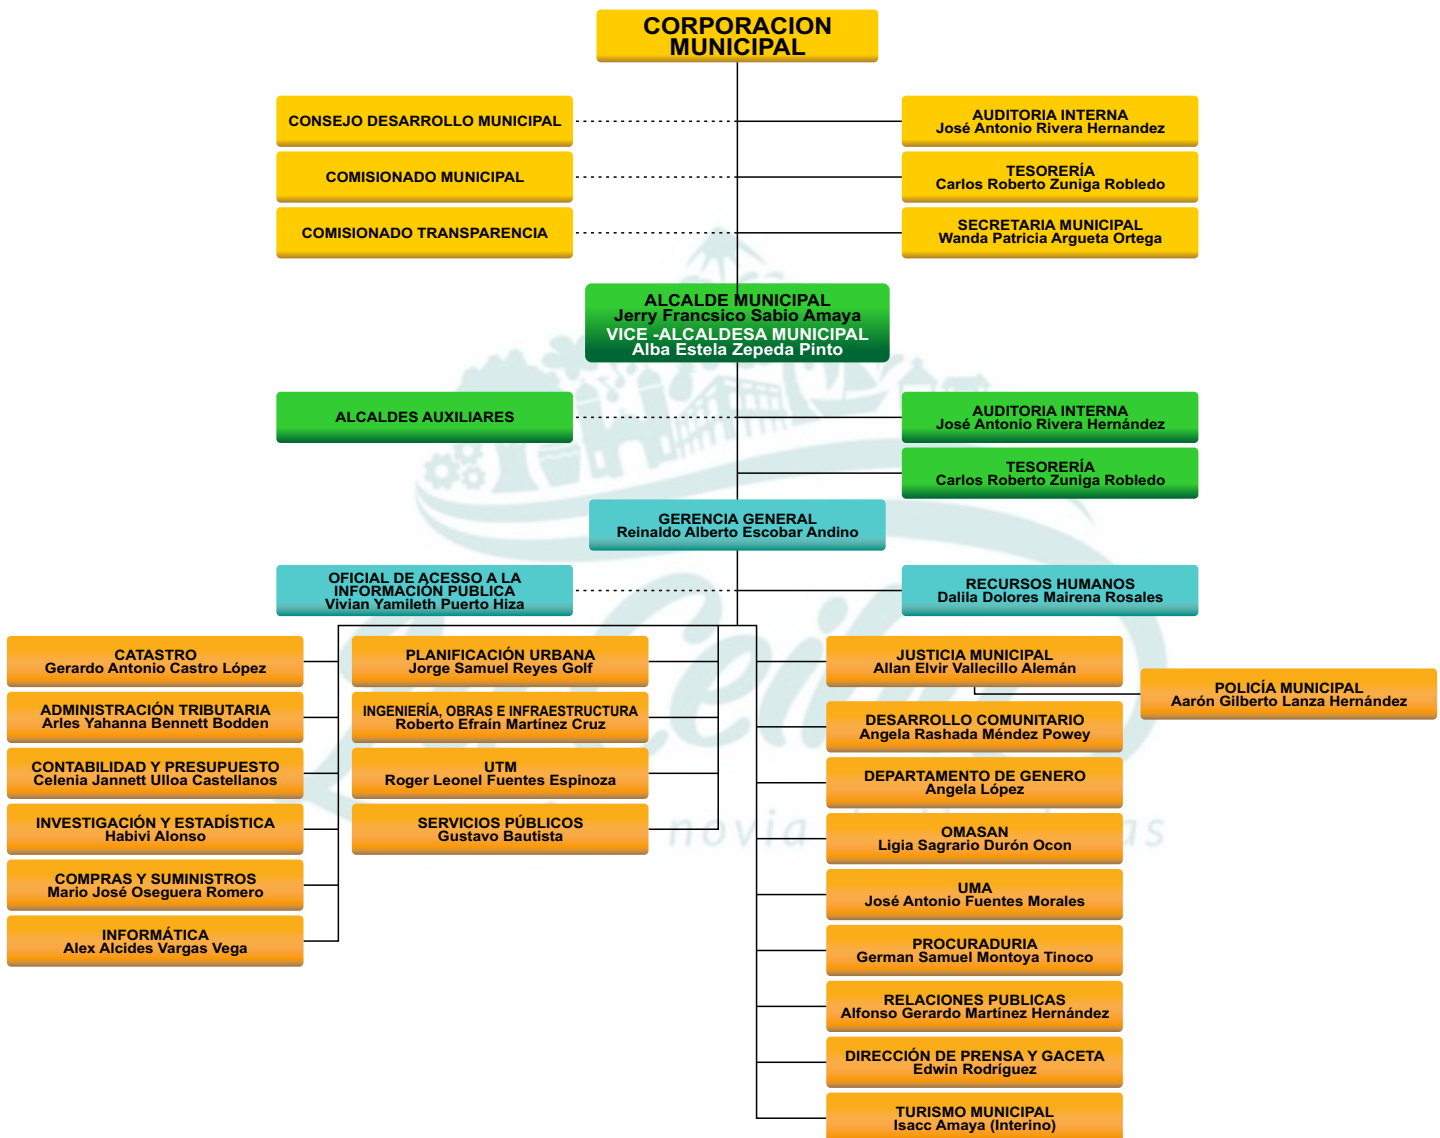 CORPORACION
MUNICIPAL
CONSEJO DESARROLLO MUNICIPAL
AUDITORIA INTERNA
José Antonio Rivera Hernandez
COMISIONADO MUNICIPAL
TESORERÍA
Carlos Roberto Zuniga Robledo
COMISIONADO TRANSPARENCIA
SECRETARIA MUNICIPAL
Wanda Patricia Argueta Ortega
ALCALDE MUNICIPAL
Jerry Francsico Sabio Amaya
VICE -ALCALDESA MUNICIPAL
Alba Estela Zepeda Pinto
ALCALDES AUXILIARES
AUDITORIA INTERNA
José Antonio Rivera Hernández
TESORERÍA
Carlos Roberto Zuniga Robledo
GERENCIA GENERAL
Reinaldo Alberto Escobar Andino
OFICIAL DE ACCESO A LA
INFORMACIÓN PUBLICA
Vivian Yamileth Puerto Hiza
RECURSOS HUMANOS
Dalila Dolores Mairena Rosales
CATASTRO
Gerardo Antonio Castro López
ADMINISTRACIÓN TRIBUTARIA
Arles Yahanna Bennett Bodden
CONTABILIDAD Y PRESUPUESTO
Celenia Jannett Ulloa Castellanos
INVESTIGACIÓN Y ESTADÍSTICA
Habivi Alonso
COMPRAS Y SUMINISTROS
Mario José Oseguera Romero
INFORMÁTICA
Alex Alcides Vargas Vega
PLANIFICACIÓN URBANA
Jorge Samuel Reyes Golf
INGENIERÍA, OBRAS E INFRAESTRUCTURA
Roberto Efraín Martínez Cruz
UTM
Roger Leonel Fuentes Espinoza
SERVICIOS PÚBLICOS
Gustavo Bautista
JUSTICIA MUNICIPAL
Allan Elvir Vallecillo Alemán
POLICÍA MUNICIPAL
Aarón Gilberto Lanza Hernández
DESARROLLO COMUNITARIO
Angela Rashada Méndez Powey
DEPARTAMENTO DE GENERO
Angela López
OMASAN
Ligia Sagrario Durón Ocon
UMA
José Antonio Fuentes Morales
PROCURADURIA
German Samuel Montoya Tinoco
RELACIONES PUBLICAS
Alfonso Gerardo Martínez Hernández
DIRECCIÓN DE PRENSA Y GACETA
Edwin Rodríguez
TURISMO MUNICIPAL
Isacc Amaya (Interino)
novia